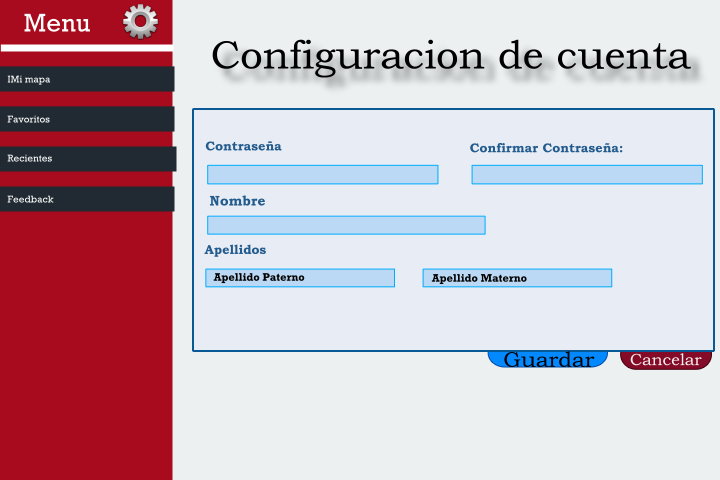 Menu
Configuracion de cuenta
IMi mapa
Favoritos
Recientes
Feedback
Contraseña
Confirmar Contraseña:
Nombre
Apellidos
Apellido Paterno
Apellido Materno
Guardar
Cancelar